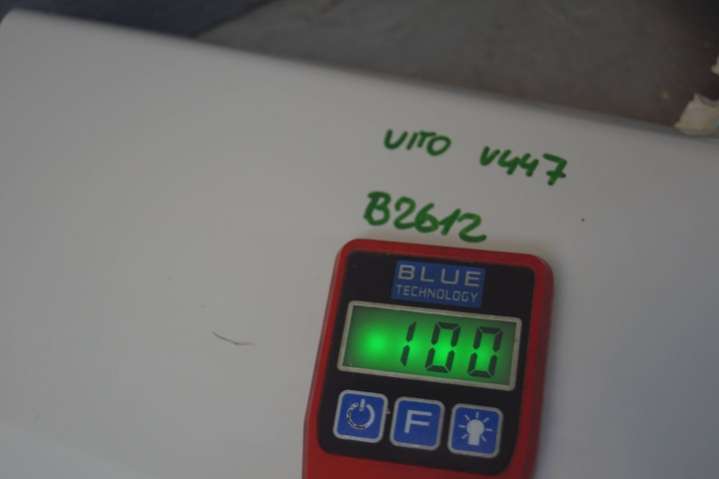 VITO V447
B2612
BLUE
TECHNOLOGY
100
F